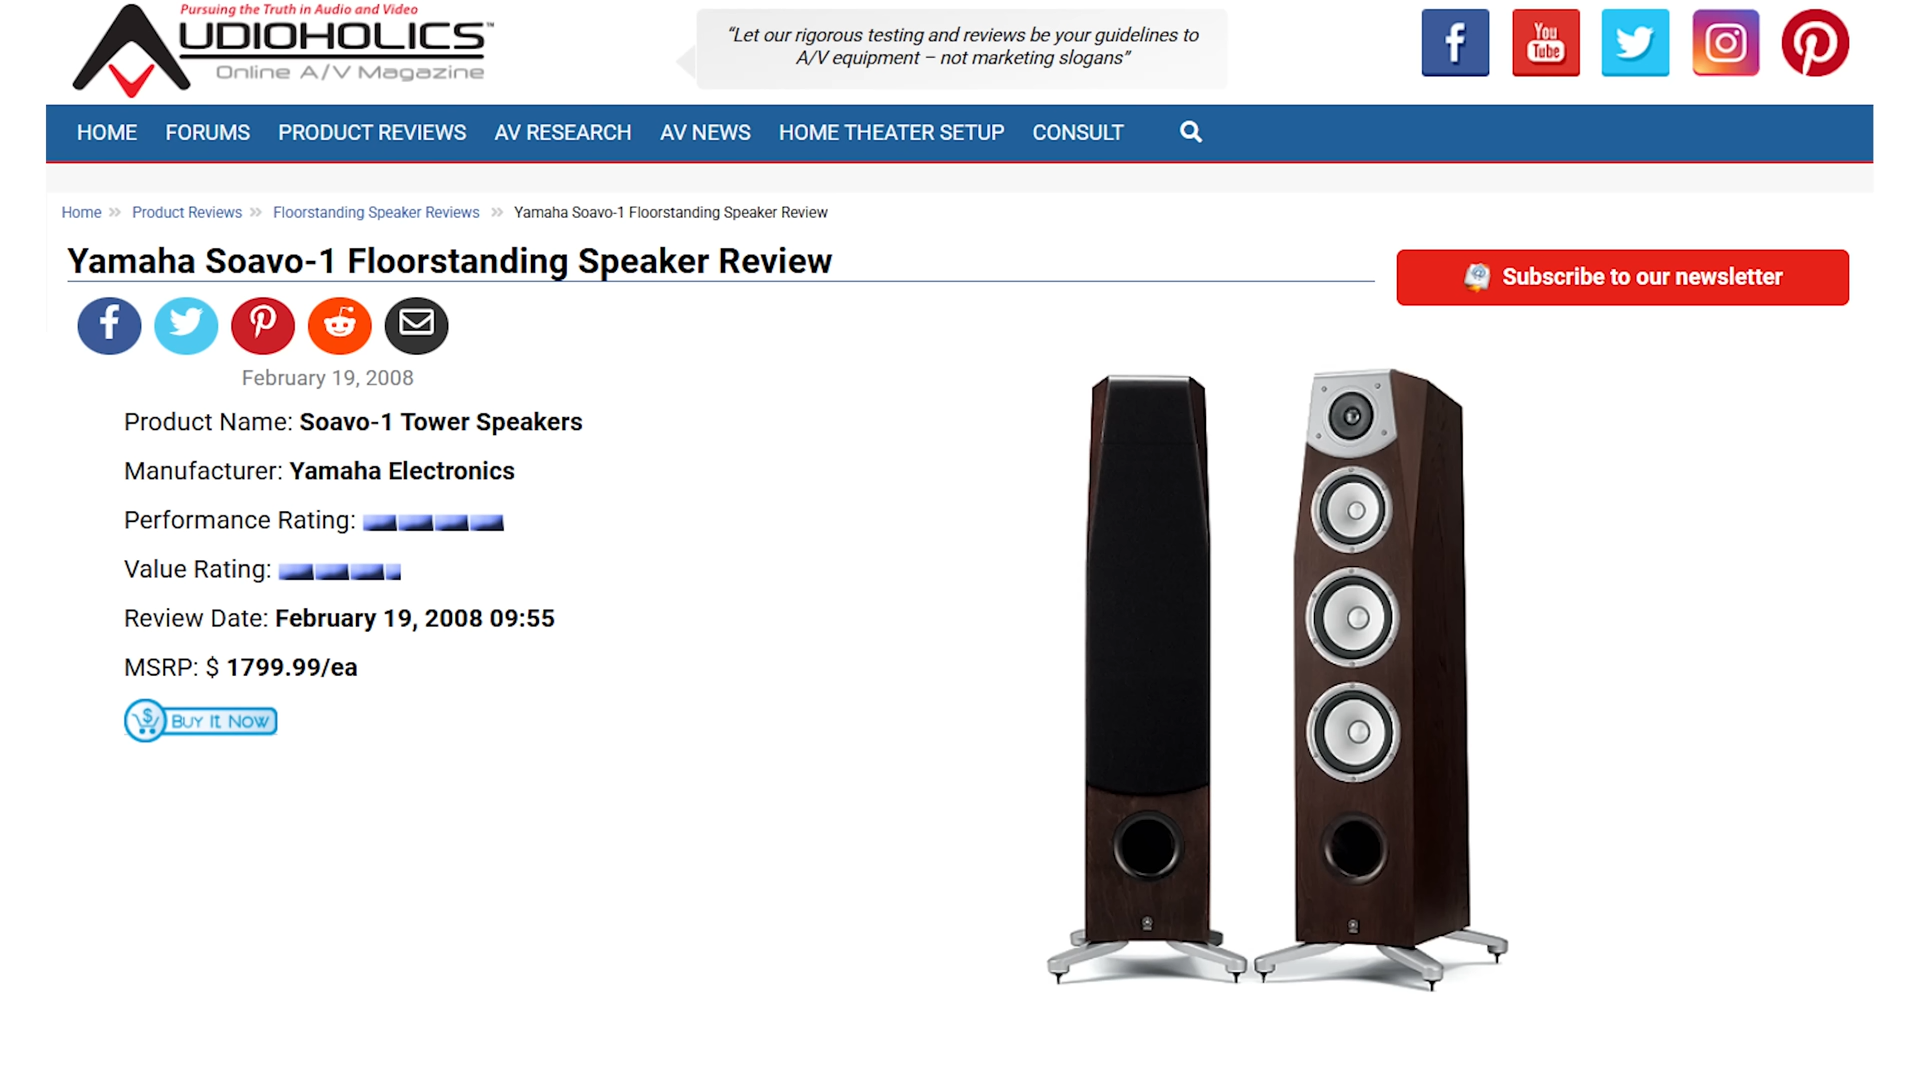 Pursuing the Truth in Audio and Video
AUDIOHOLICS™
Online A/V Magazine
“Let our rigorous testing and reviews be your guidelines to
A/V equipment – not marketing slogans”
You
Tube
HOME FORUMS PRODUCT REVIEWS AV RESEARCH AV NEWS HOME THEATER SETUP CONSULT
Home » Product Reviews » Floorstanding Speaker Reviews » Yamaha Soavo-1 Floorstanding Speaker Review
Yamaha Soavo-1 Floorstanding Speaker Review
Subscribe to our newsletter
February 19, 2008
Product Name: Soavo-1 Tower Speakers
Manufacturer: Yamaha Electronics
Performance Rating:
Value Rating:
Review Date: February 19, 2008 09:55
MSRP: $ 1799.99/ea
Buy It Now